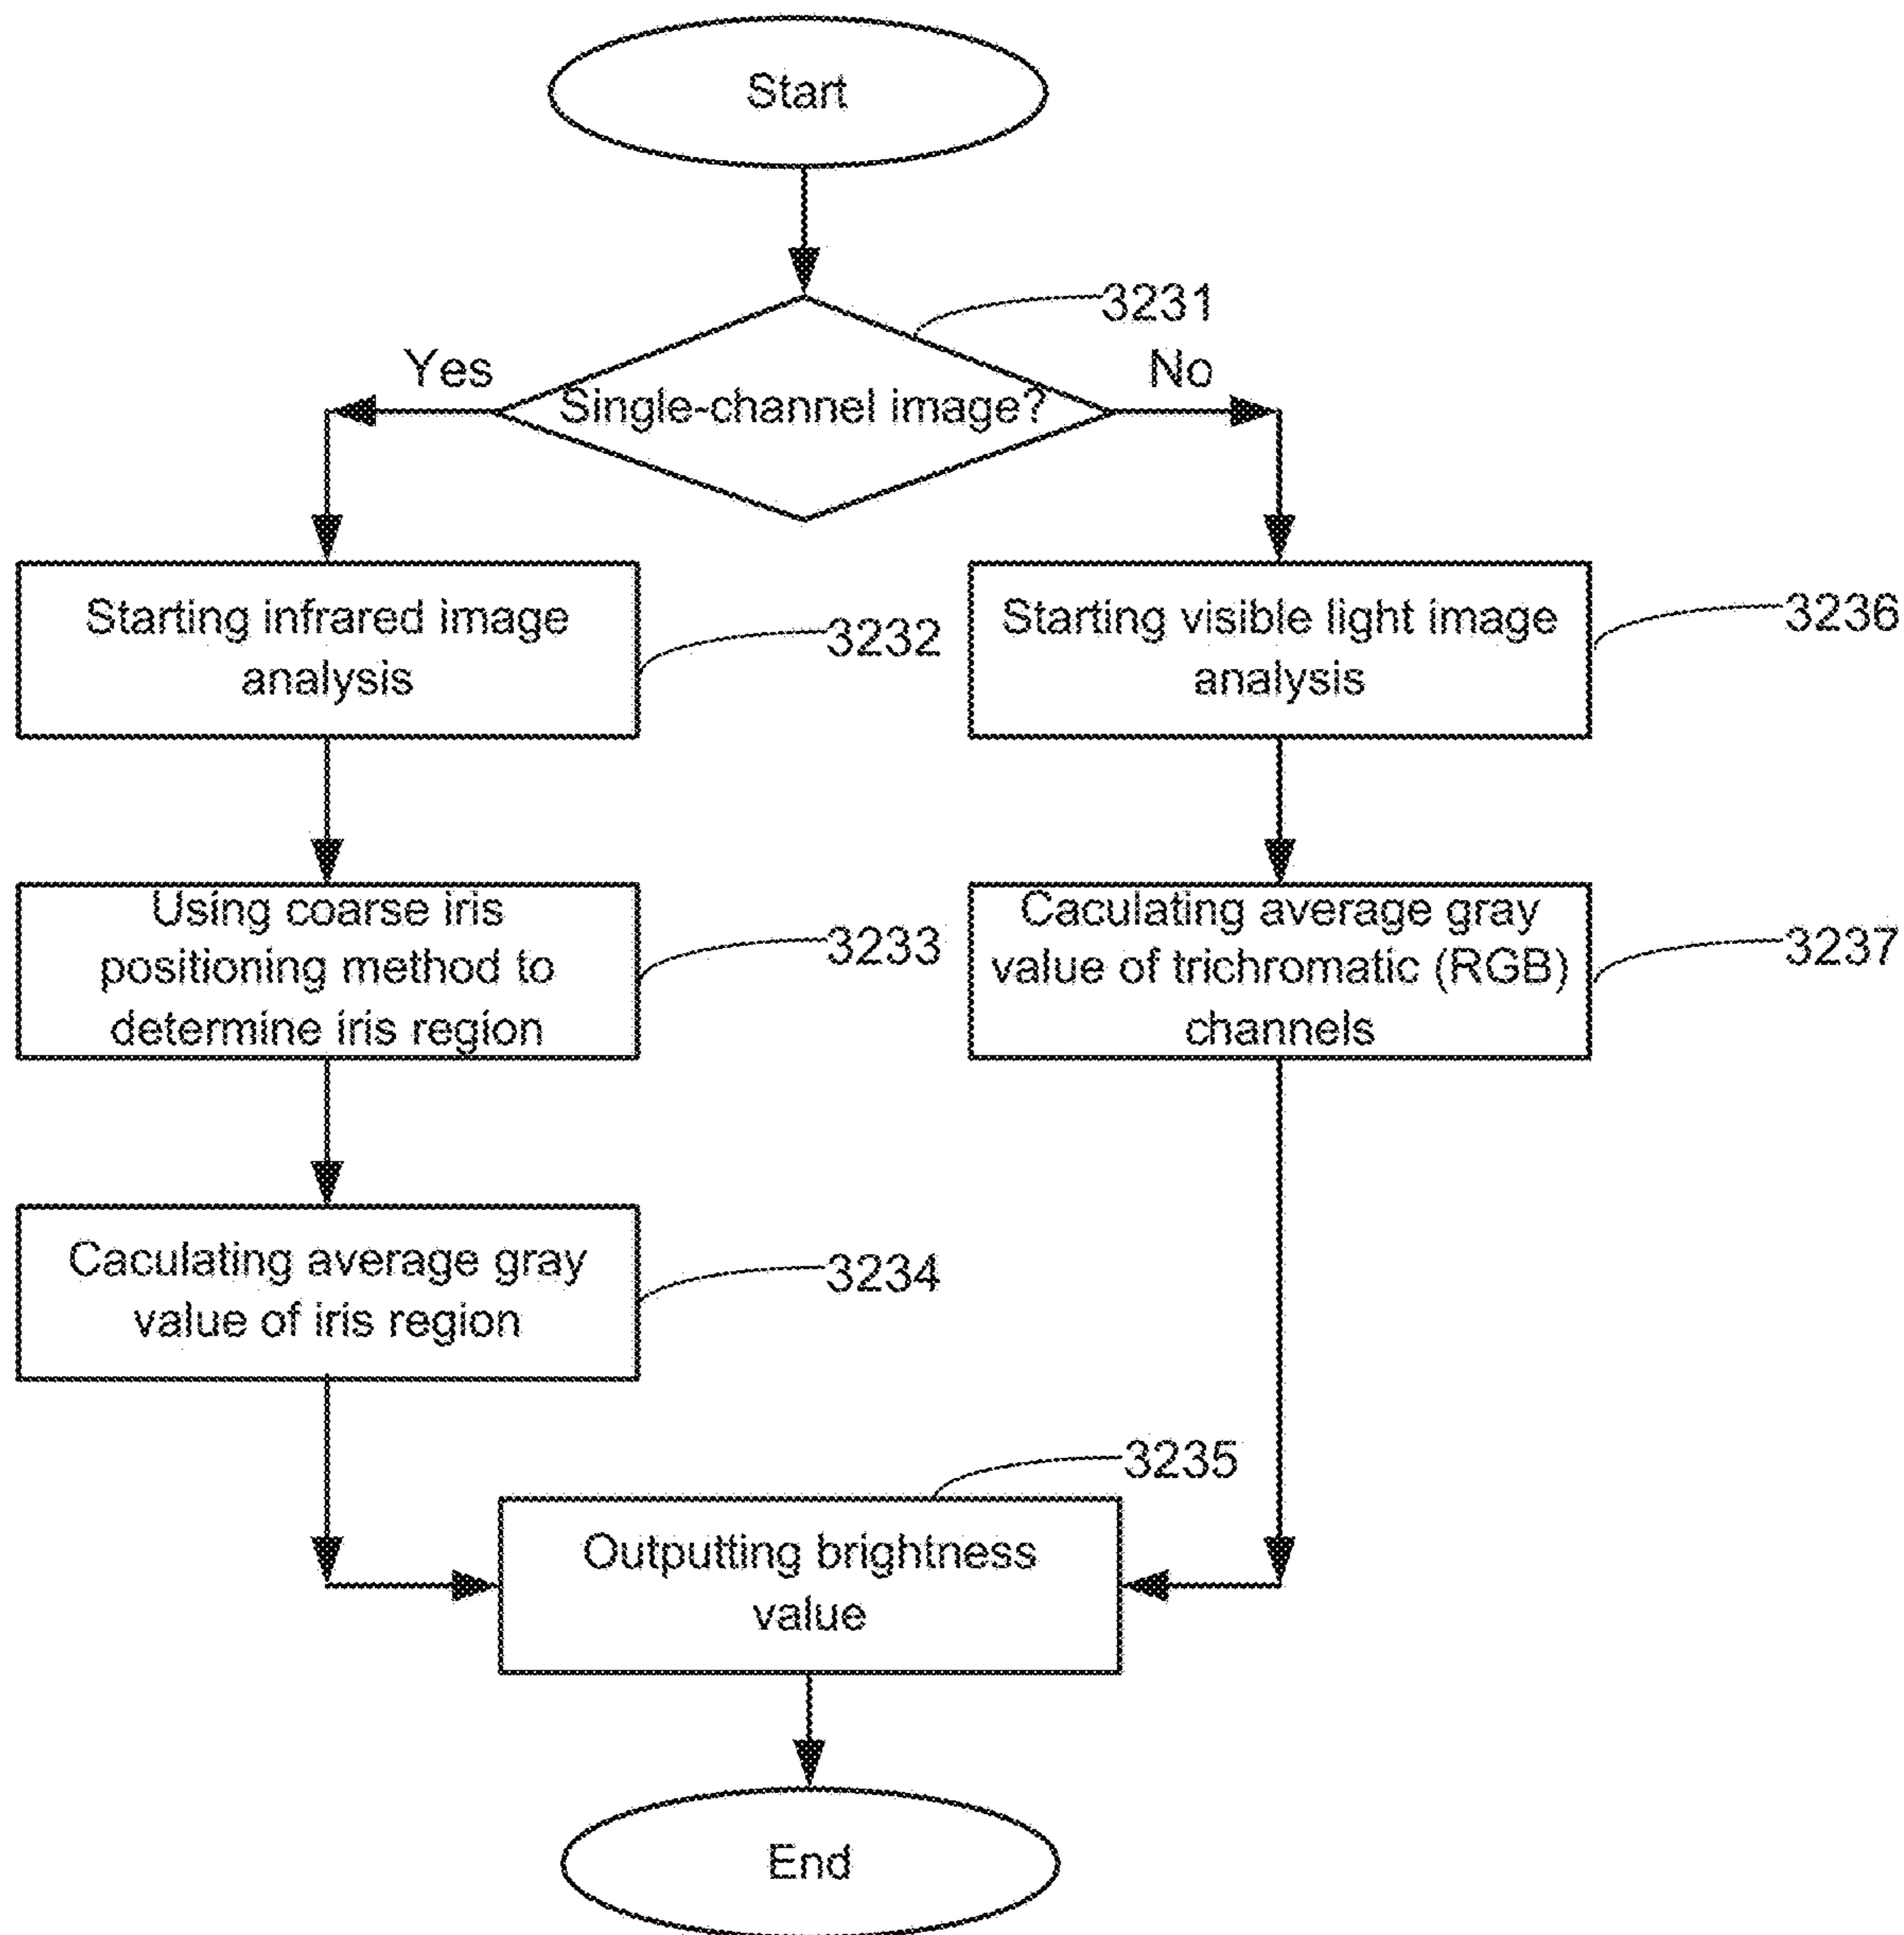 Start
3231
Yes
No
Single-channel image?
Starting infrared image
analysis
3232
Starting visible light image
analysis
3236
Using coarse iris
positioning method to
determine iris region
3233
Caculating average gray
value of trichromatic (RGB)
channels
3237
Caculating average gray
value of iris region
3234
3235
Outputting brightness
value
End